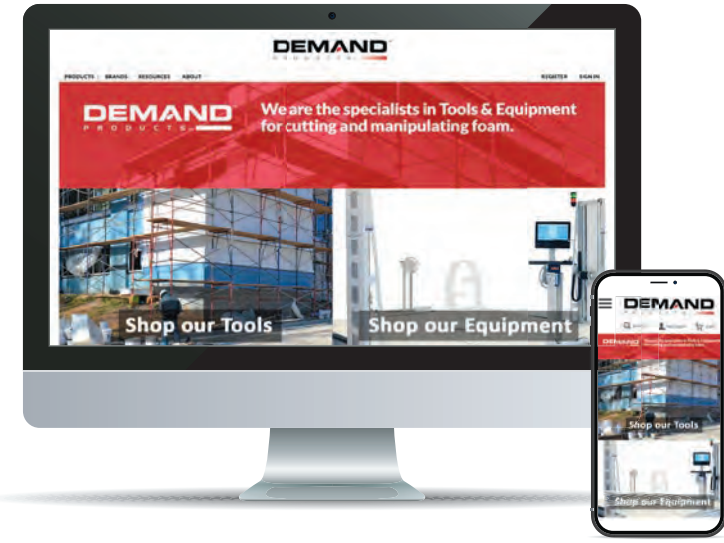 DEMAND
PRODUCTS
PRODUCTS BRANDS RESOURCES ABOUT
REGISTER SIGN IN
DEMAND
PRODUCTS
We are the specialists in Tools & Equipment
for cutting and manipulating foam.
Shop our Tools
Shop our Equipment
DEMAND
DEMAND
Shop our Tools
Shop our Equipment